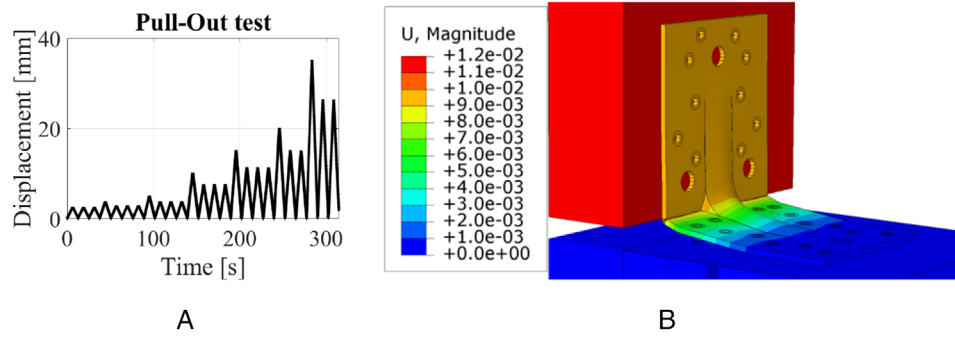 Pull-Out test
Displacement [mm]
40
20
0
0
100
200
300
Time [s]
A
U, Magnitude
+1.2e-02
+1.1e-02
+1.0e-02
+9.0e-03
+8.0e-03
+7.0e-03
+6.0e-03
+5.0e-03
+4.0e-03
+3.0e-03
+2.0e-03
+1.0e-03
+0.0e+00
B